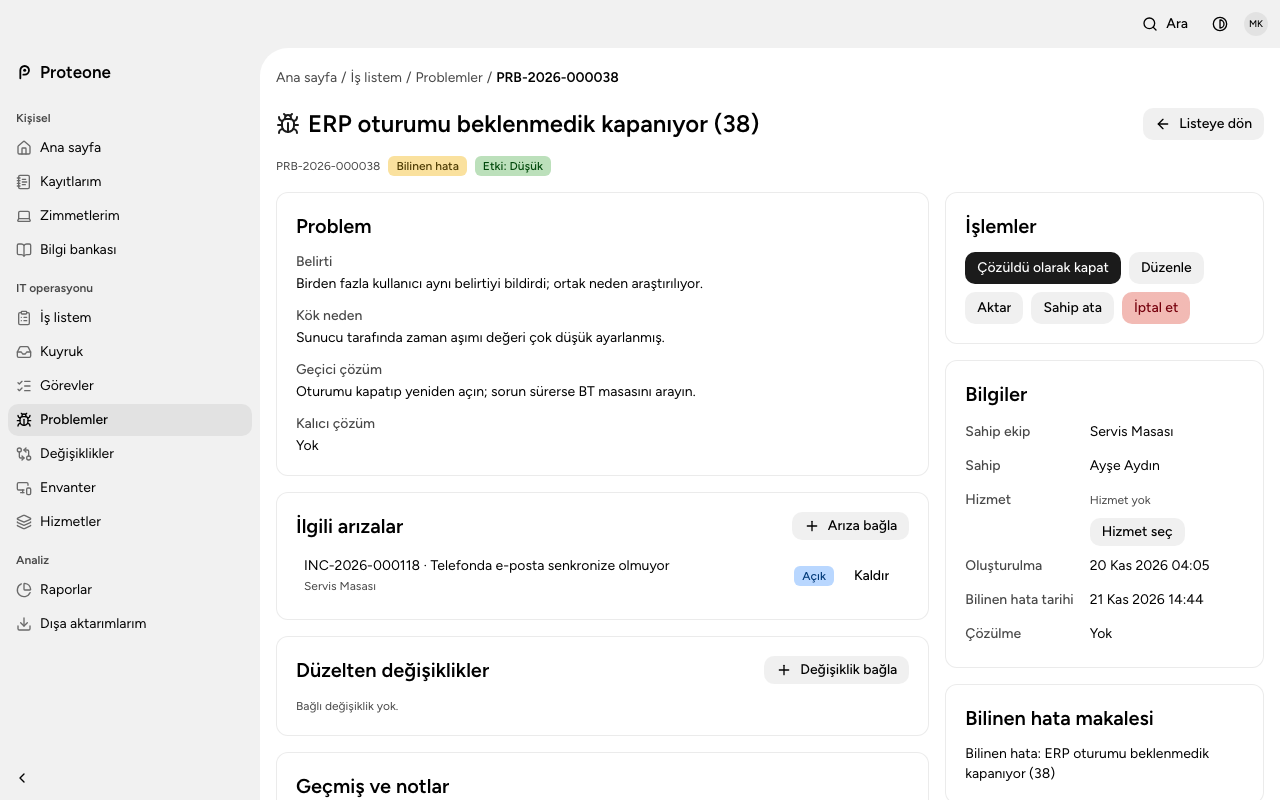 Ara
MK
Proteone
Kişisel
Ana sayfa
Kayıtlarım
Zimmetlerim
Bilgi bankası
IT operasyonu
İş listem
Kuyruk
Görevler
Problemler
Değişiklikler
Envanter
Hizmetler
Analiz
Raporlar
Dışa aktarımlarım
Ana sayfa / İş listem / Problemler / PRB-2026-000038
ERP oturumu beklenmedik kapanıyor (38)
Listeye dön
PRB-2026-000038 Bilinen hata Etki: Düşük
Problem
Belirti
Birden fazla kullanıcı aynı belirtiyi bildirdi; ortak neden araştırılıyor.
Kök neden
Sunucu tarafında zaman aşımı değeri çok düşük ayarlanmış.
Geçici çözüm
Oturumu kapatıp yeniden açın; sorun sürerse BT masasını arayın.
Kalıcı çözüm
Yok
İlgili arızalar
Arıza bağla
INC-2026-000118 · Telefonda e-posta senkronize olmuyor
Servis Masası
Açık
Kaldır
Düzelten değişiklikler
Değişiklik bağla
Bağlı değişiklik yok.
Geçmiş ve notlar
İşlemler
Çözüldü olarak kapat
Düzenle
Aktar
Sahip ata
İptal et
Bilgiler
Sahip ekip Servis Masası
Sahip Ayşe Aydın
Hizmet Hizmet yok
Hizmet seç
Oluşturulma 20 Kas 2026 04:05
Bilinen hata tarihi 21 Kas 2026 14:44
Çözülme Yok
Bilinen hata makalesi
Bilinen hata: ERP oturumu beklenmedik
kapanıyor (38)